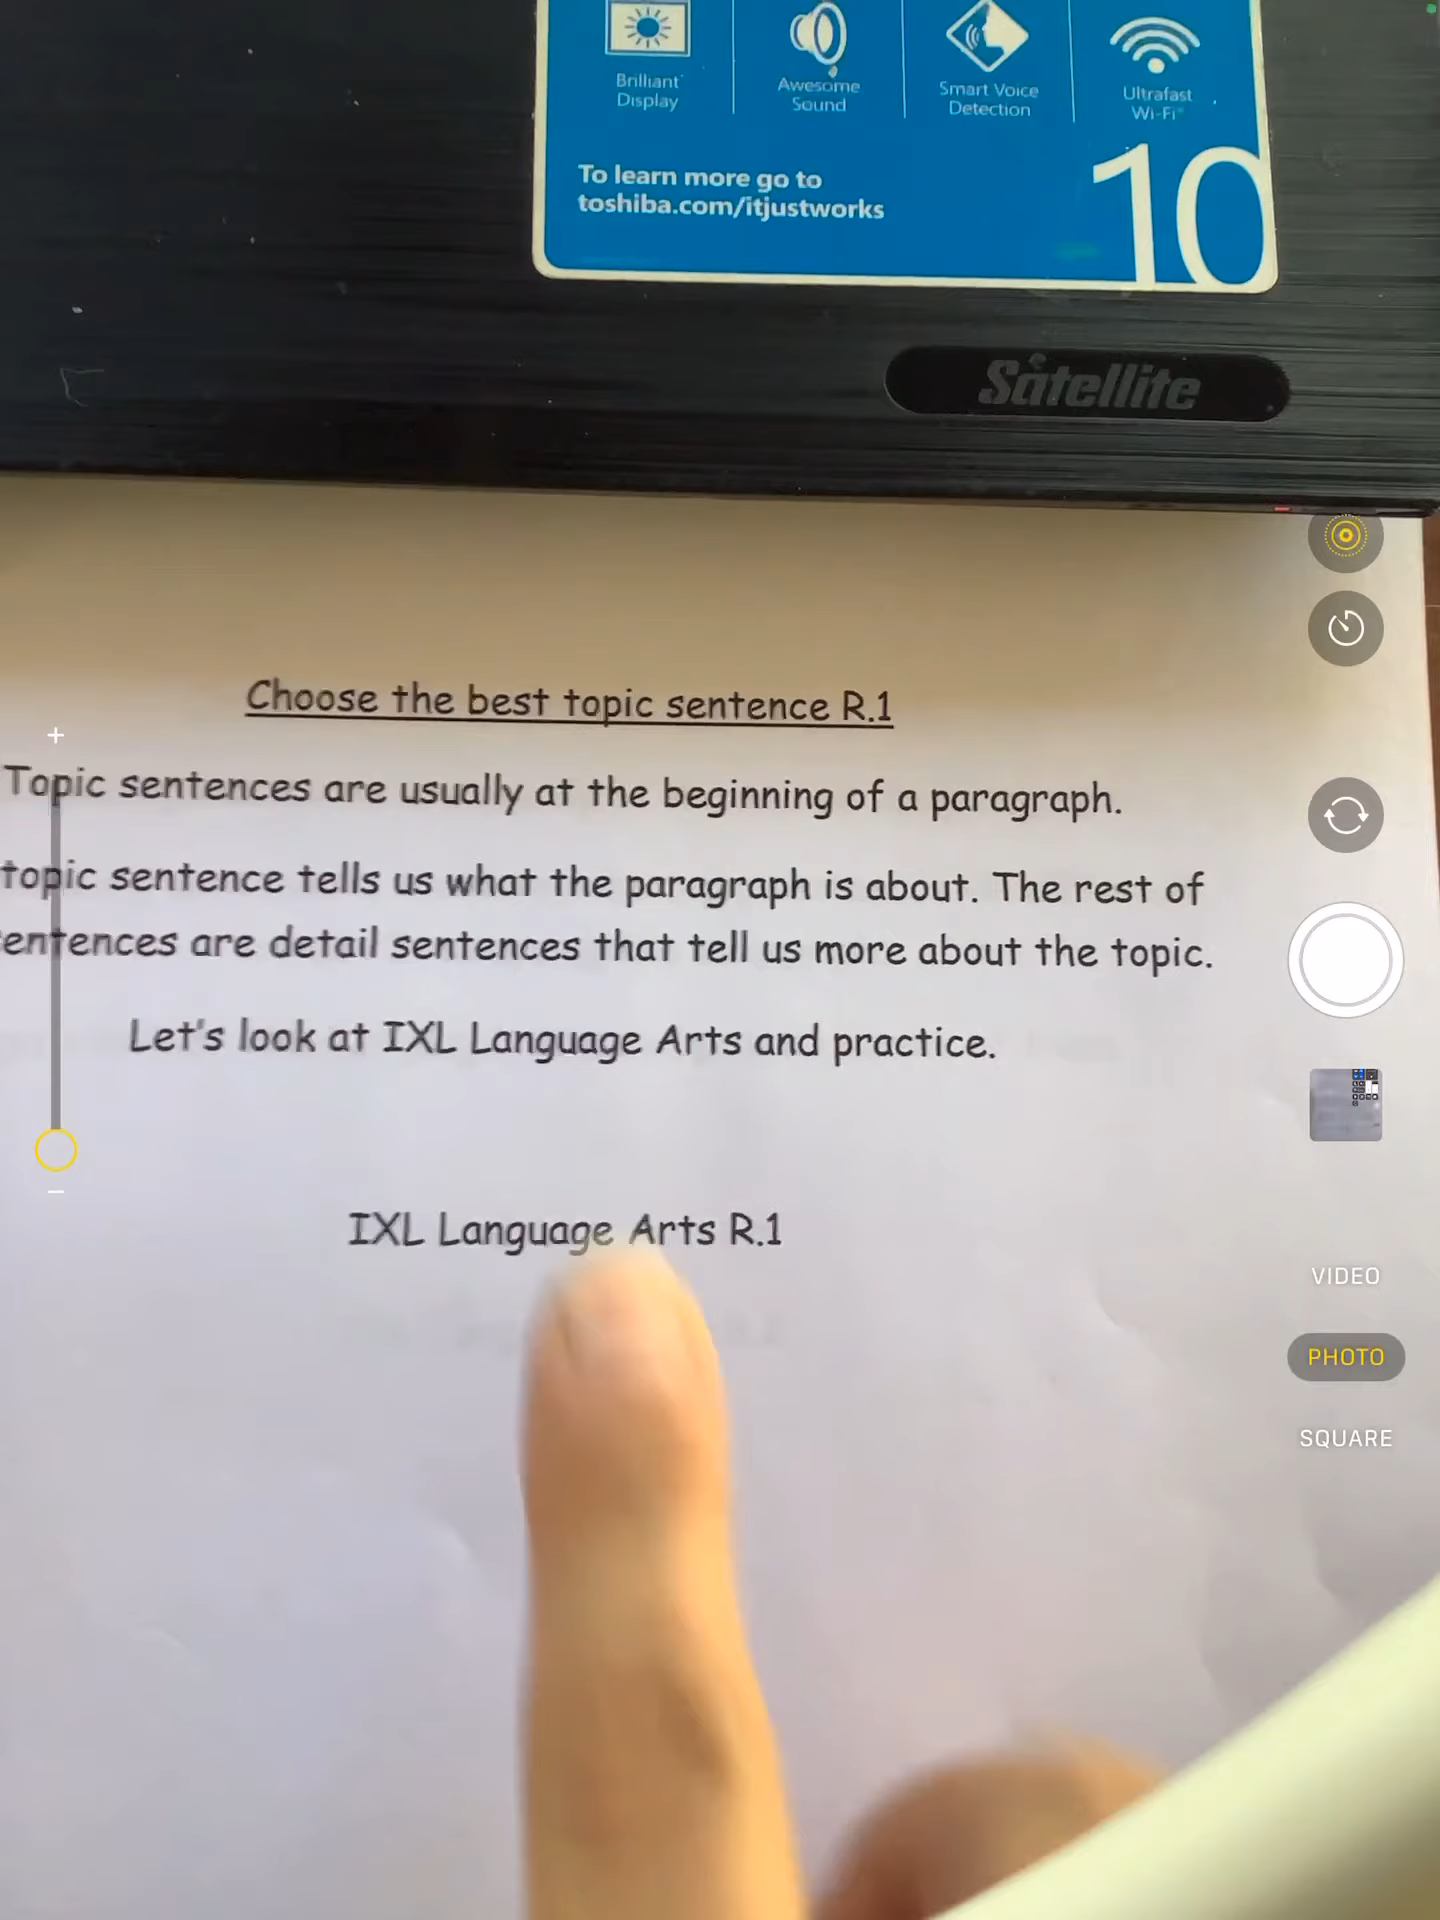 Brilliant
Display
Awesome
Sound
Smart Voice
Detection
Ultrafast
Wi-Fi
To learn more go to
toshiba.com/itjustworks
10
Satellite
Choose the best topic sentence R.1
Topic sentences are usually at the beginning of a paragraph.
topic sentence tells us what the paragraph is about. The rest of
entences are detail sentences that tell us more about the topic.
Let's look at IXL Language Arts and practice.
IXL Language Arts R.1
VIDEO
PHOTO
SQUARE